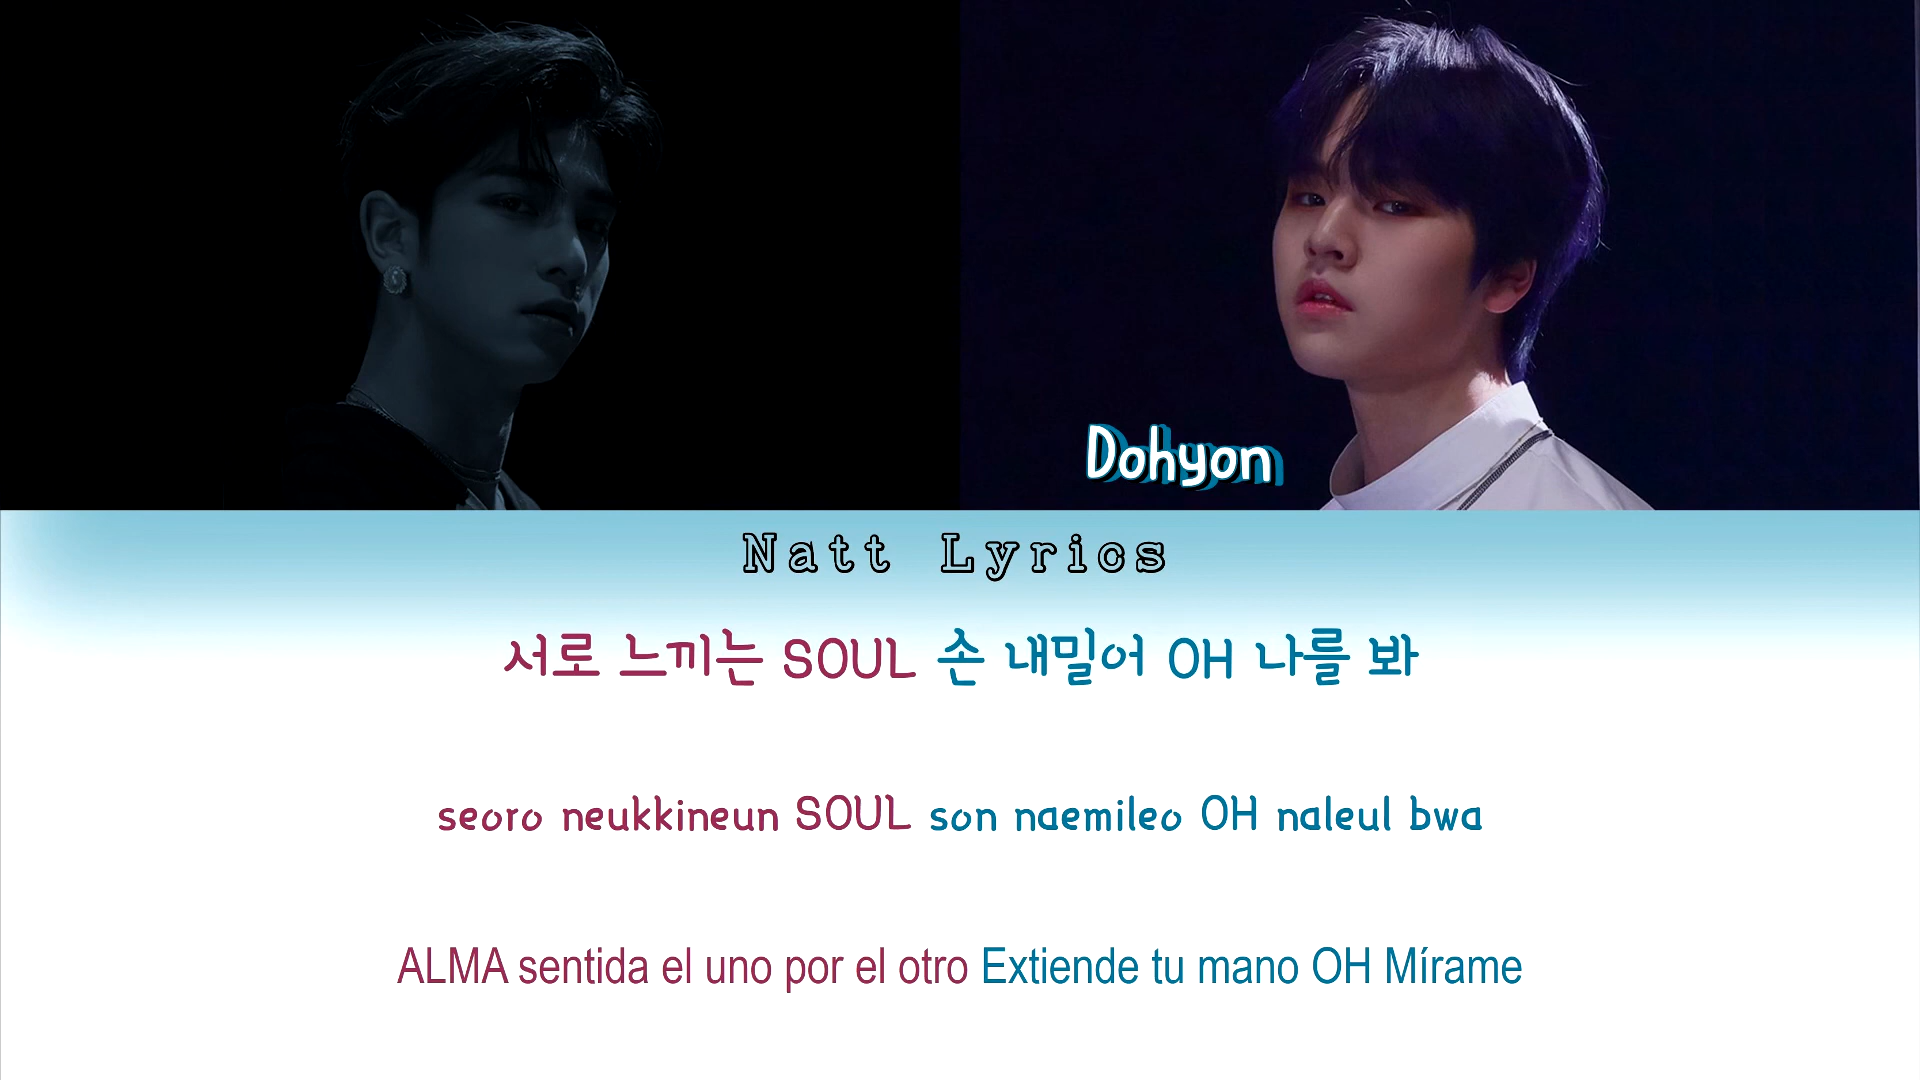 Dohyon
Natt Lyrics
서로 느끼는 SOUL 손 내밀어 OH 나를 봐
seoro neukkineun SOUL son naemileo OH naleul bwa
ALMA sentida el uno por el otro Extiende tu mano OH Mírame